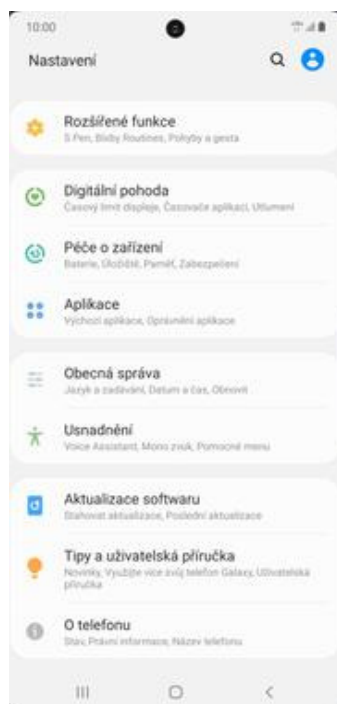 10:00
Nastavení
Rozšířené funkce
S Pen, Bixby Routines, Pohyby a gesta
Digitální pohoda
Časový limit displeje, Časovače aplikací, Utlumení
Péče o zařízení
Baterie, Úložiště, Paměť, Zabezpečení
Aplikace
Výchozí aplikace, Oprávnění aplikace
Obecná správa
Jazyk a zadávání, Datum a čas, Obnovit
Usnadnění
Voice Assistant, Mono zvuk, Pomocné menu
Aktualizace softwaru
Stahovat aktualizace, Poslední aktualizace
Tipy a uživatelská příručka
Novinky, Využijte více svůj telefon Galaxy, Uživatelská
příručka
O telefonu
Stav, Právní informace, Název telefonu